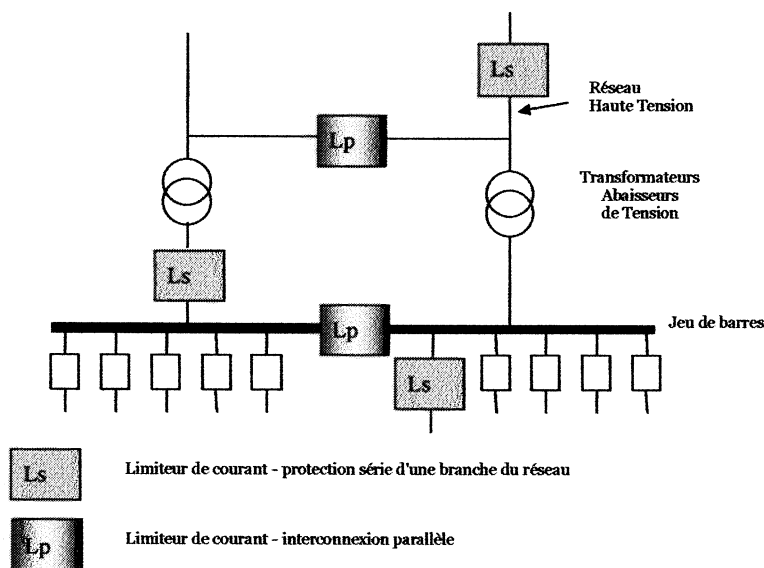 Ls
Réseau
Haute Tension
Lp
Transformateurs
Abaisseurs
de Tension
Ls
Lp
Jeu de barres
Ls
Ls
Limiteur de courant - protection série d'une branche du réseau
Lp
Limiteur de courant - interconnexion parallèle